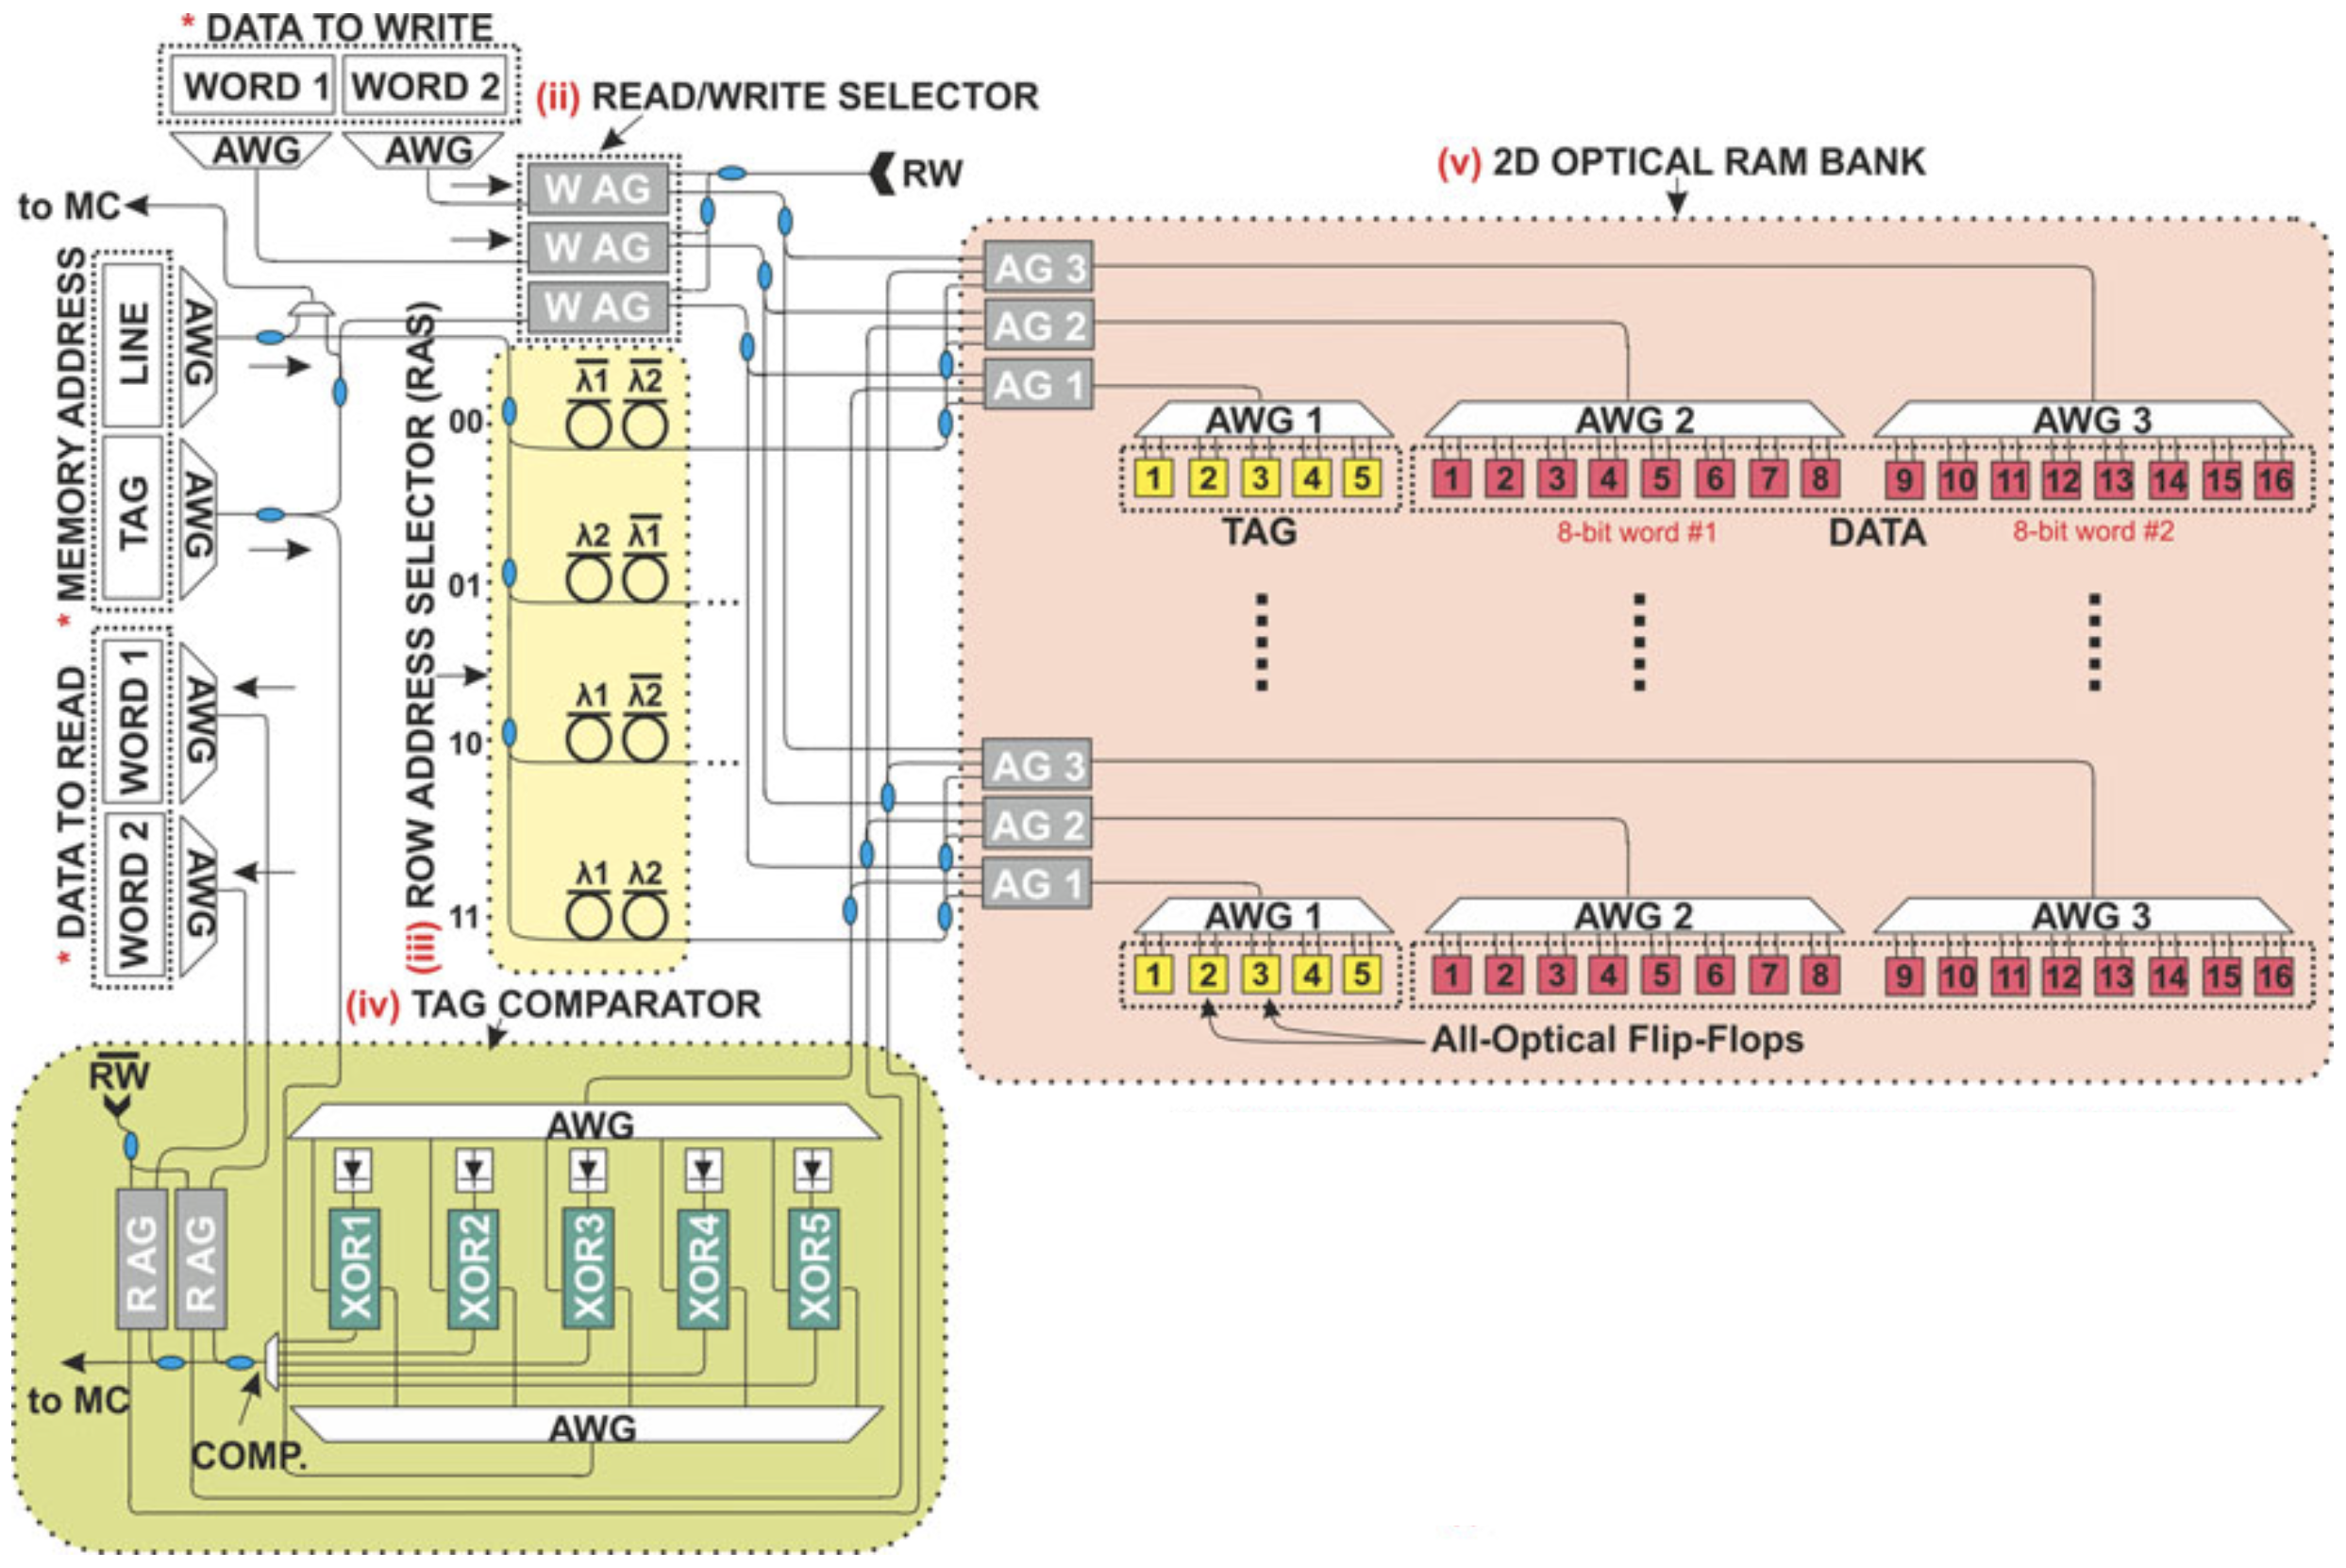 * DATA TO WRITE
WORD 1 WORD 2
AWG AWG
(ii) READ/WRITE SELECTOR
W AG
W AG
W AG
RW
to MC
* MEMORY ADDRESS
LINE
AWG
TAG
AWG
* DATA TO READ
WORD 1
AWG
WORD 2
AWG
(iii) ROW ADDRESS SELECTOR (RAS)
00
λ̅1̅ λ̅2̅
01
λ2 λ̅1̅
10
λ1 λ̅2̅
11
λ1 λ2
(v) 2D OPTICAL RAM BANK
AG 3
AG 2
AG 1
AWG 1 AWG 2 AWG 3
1 2 3 4 5 1 2 3 4 5 6 7 8 9 10 11 12 13 14 15 16
TAG 8-bit word #1 DATA 8-bit word #2
AG 3
AG 2
AG 1
AWG 1 AWG 2 AWG 3
1 2 3 4 5 1 2 3 4 5 6 7 8 9 10 11 12 13 14 15 16
All-Optical Flip-Flops
(iv) TAG COMPARATOR
R̅W̅
AWG
R AG R AG
XOR1 XOR2 XOR3 XOR4 XOR5
to MC
COMP.
AWG